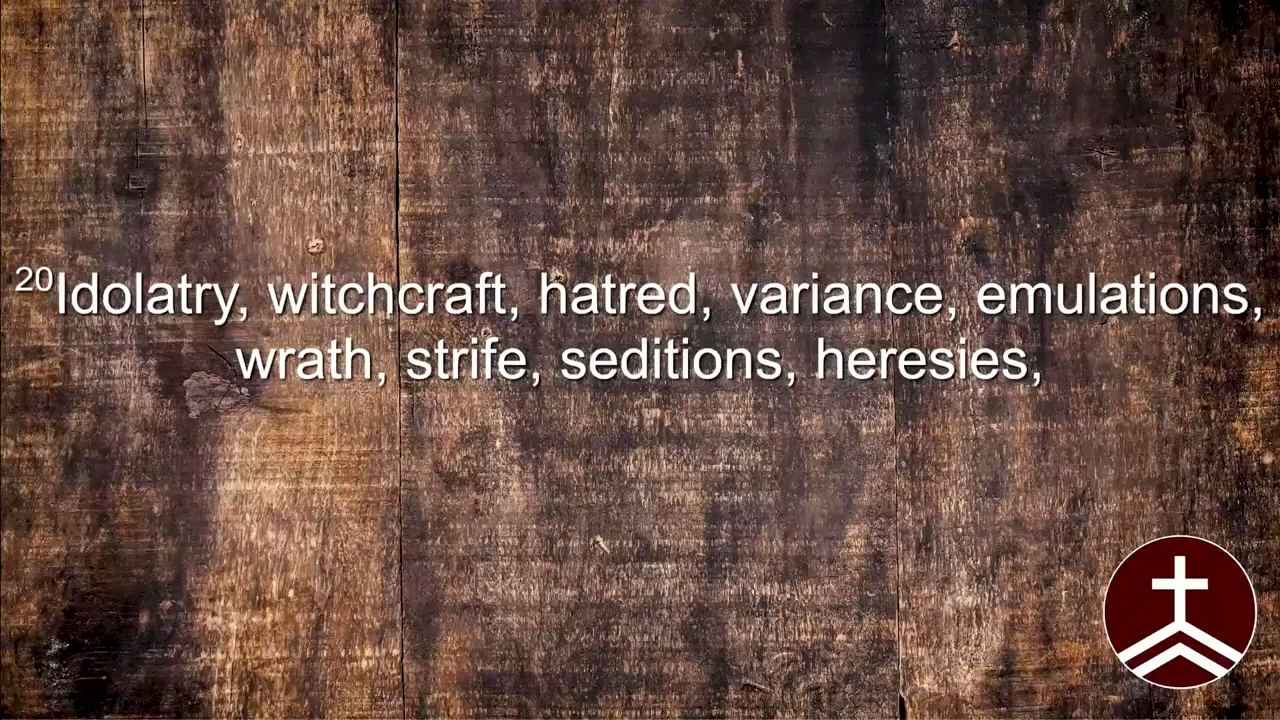 20Idolatry, witchcraft, hatred, variance, emulations,
wrath, strife, seditions, heresies,